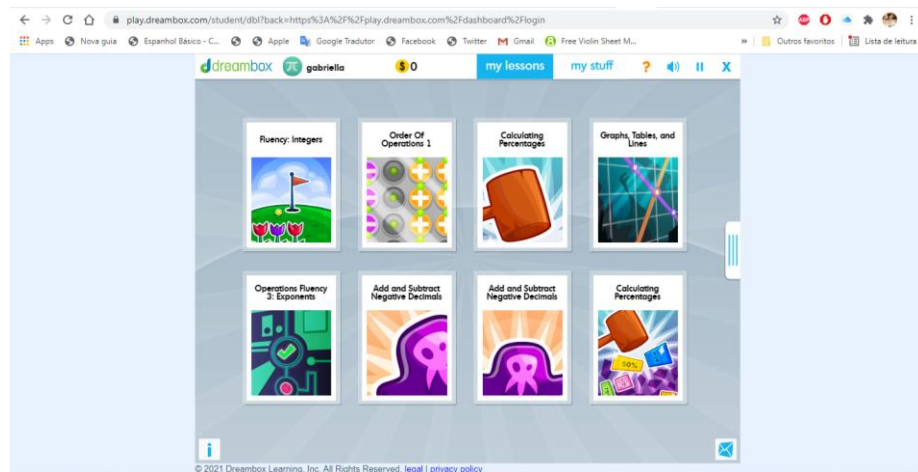 play.dreambox.com/student/dbl?back=https%3A%2F%2Fplay.dreambox.com%2Fdashboard%2Flogin
Apps Nova guia Espanhol Básico - C... Apple Google Tradutor Facebook Twitter Gmail Free Violin Sheet M... » Outros favoritos Lista de leitura
dreambox gabriella $ 0 my lessons my stuff ? X
Fluency: Integers
Order Of
Operations 1
Calculating
Percentages
Graphs, Tables, and
Lines
Operations Fluency
3: Exponents
Add and Subtract
Negative Decimals
Add and Subtract
Negative Decimals
Calculating
Percentages
50%
i
© 2021 Dreambox Learning, Inc. All Rights Reserved. legal | privacy policy